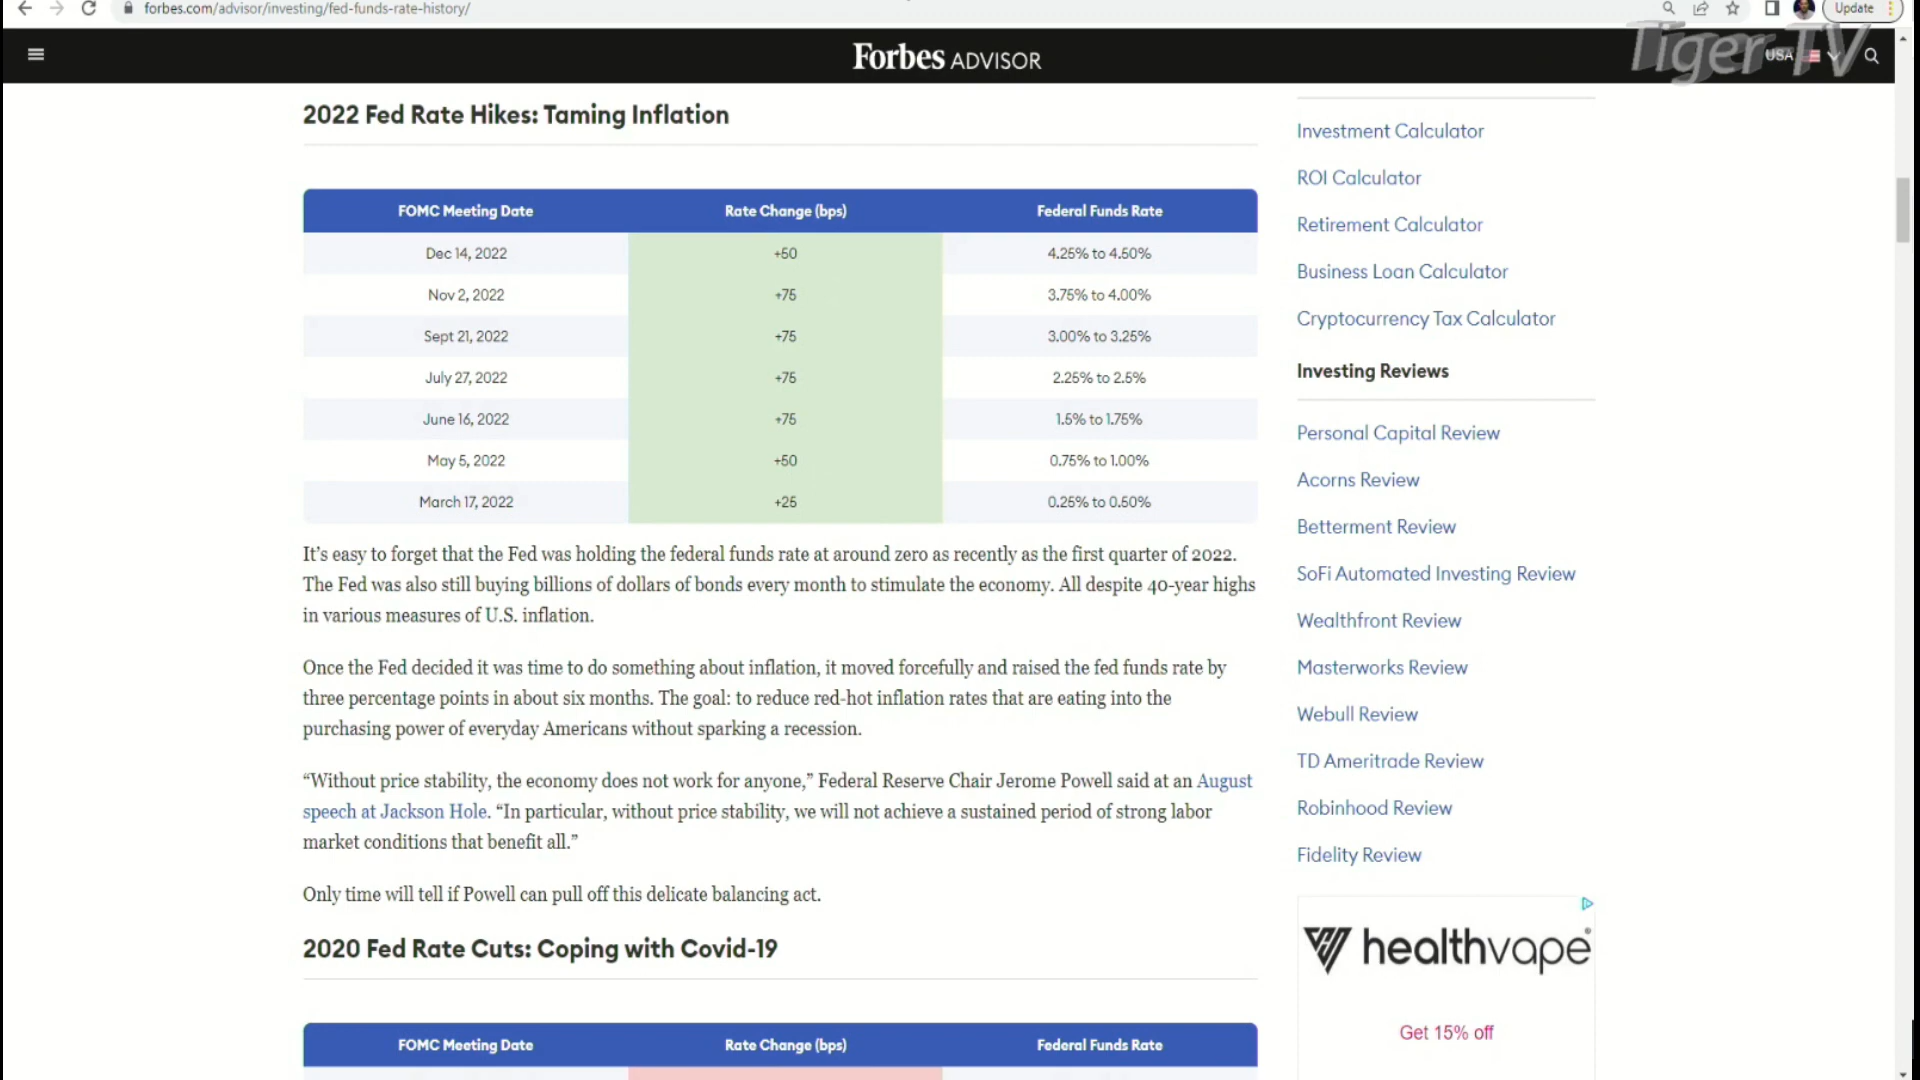 forbes.com/advisor/investing/fed-funds-rate-history/
Update
Tiger TV
Forbes ADVISOR
USA
2022 Fed Rate Hikes: Taming Inflation
FOMC Meeting Date Rate Change (bps) Federal Funds Rate
Dec 14, 2022 +50 4.25% to 4.50%
Nov 2, 2022 +75 3.75% to 4.00%
Sept 21, 2022 +75 3.00% to 3.25%
July 27, 2022 +75 2.25% to 2.5%
June 16, 2022 +75 1.5% to 1.75%
May 5, 2022 +50 0.75% to 1.00%
March 17, 2022 +25 0.25% to 0.50%
It’s easy to forget that the Fed was holding the federal funds rate at around zero as recently as the first quarter of 2022.
The Fed was also still buying billions of dollars of bonds every month to stimulate the economy. All despite 40-year highs
in various measures of U.S. inflation.
Once the Fed decided it was time to do something about inflation, it moved forcefully and raised the fed funds rate by
three percentage points in about six months. The goal: to reduce red-hot inflation rates that are eating into the
purchasing power of everyday Americans without sparking a recession.
“Without price stability, the economy does not work for anyone,” Federal Reserve Chair Jerome Powell said at an August
speech at Jackson Hole. “In particular, without price stability, we will not achieve a sustained period of strong labor
market conditions that benefit all.”
Only time will tell if Powell can pull off this delicate balancing act.
2020 Fed Rate Cuts: Coping with Covid-19
FOMC Meeting Date Rate Change (bps) Federal Funds Rate
Investment Calculator
ROI Calculator
Retirement Calculator
Business Loan Calculator
Cryptocurrency Tax Calculator
Investing Reviews
Personal Capital Review
Acorns Review
Betterment Review
SoFi Automated Investing Review
Wealthfront Review
Masterworks Review
Webull Review
TD Ameritrade Review
Robinhood Review
Fidelity Review
healthvape®
Get 15% off